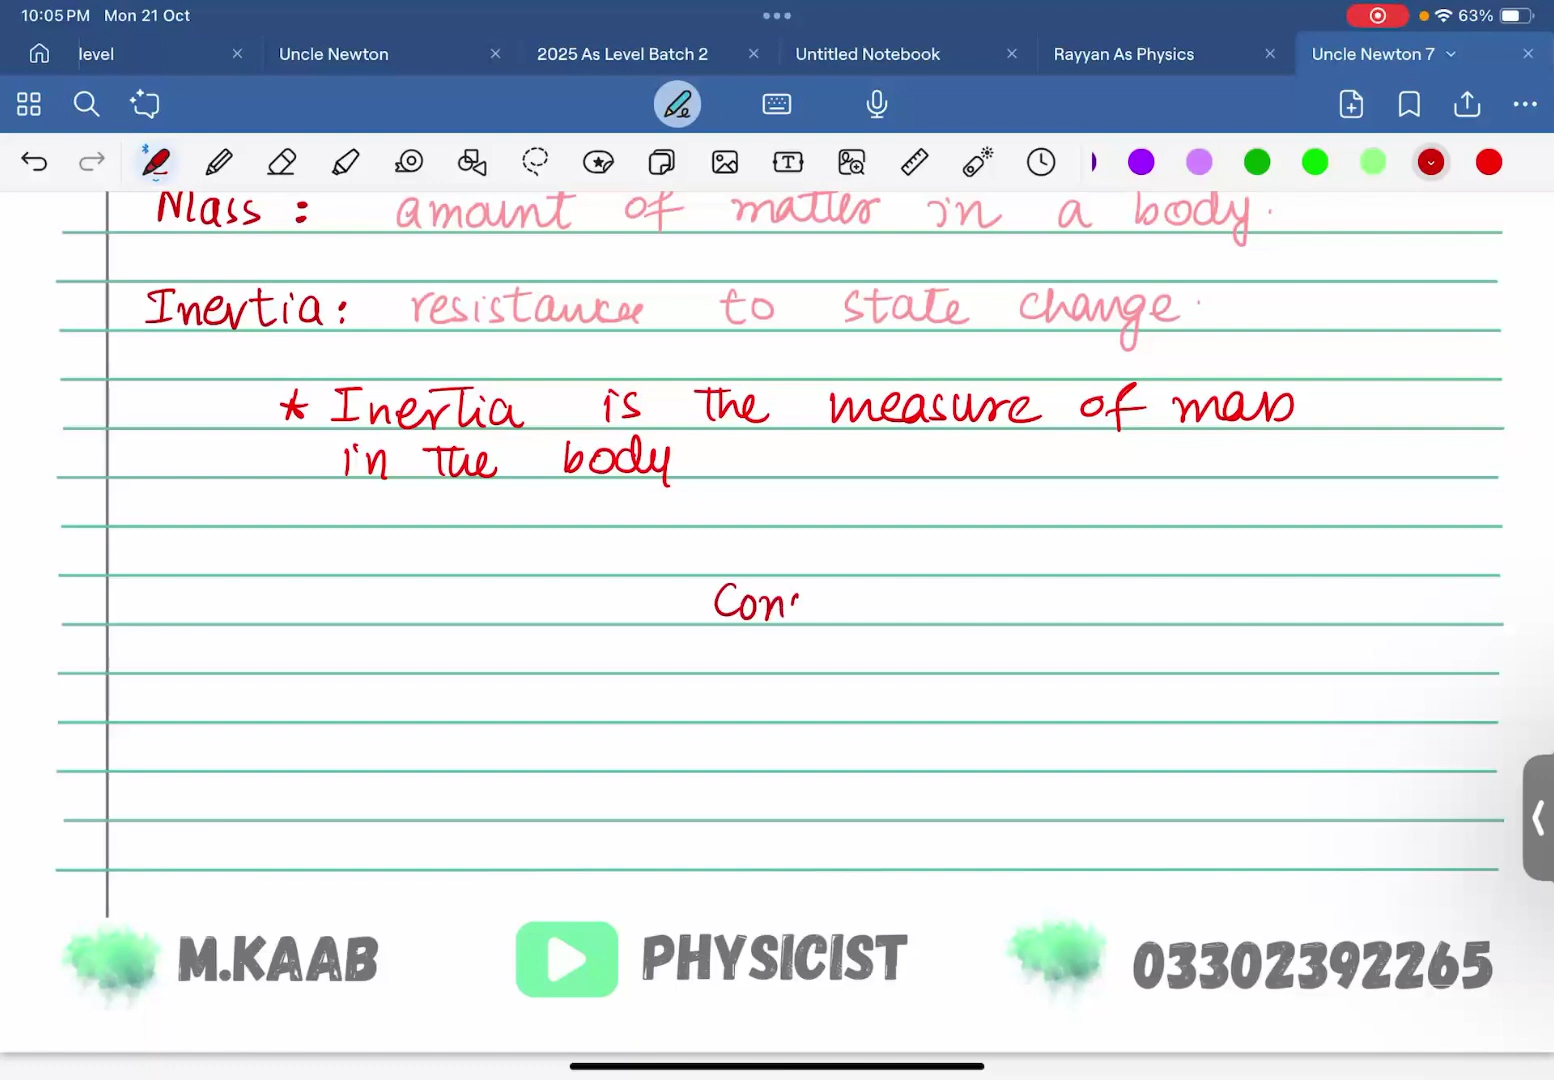 10:05 PM Mon 21 Oct
63%
level
Uncle Newton
2025 As Level Batch 2
Untitled Notebook
Rayyan As Physics
Uncle Newton 7
Mass : amount of matter in a body.
Inertia: resistance to state change.
* Inertia is the measure of mass
in the body
Con
M.KAAB
PHYSICIST
03302392265